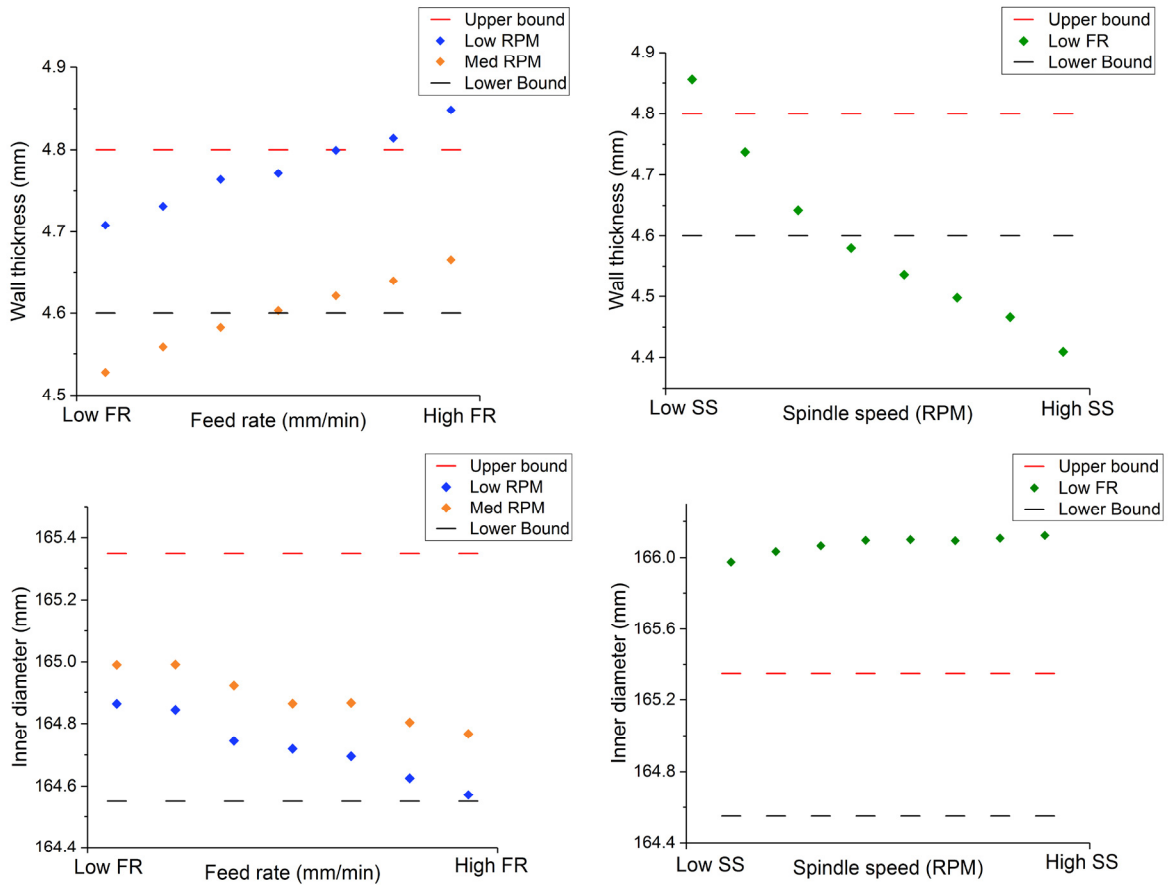 Upper bound
Low RPM
Med RPM
Lower Bound
4.9
4.8
4.7
4.6
4.5
Wall thickness (mm)
Low FR
Feed rate (mm/min)
High FR
Upper bound
Low FR
Lower Bound
4.9
4.8
4.7
4.6
4.5
4.4
Wall thickness (mm)
Low SS
Spindle speed (RPM)
High SS
Upper bound
Low RPM
Med RPM
Lower Bound
165.4
165.2
165.0
164.8
164.6
164.4
Inner diameter (mm)
Low FR
Feed rate (mm/min)
High FR
Upper bound
Low FR
Lower Bound
166.0
165.6
165.2
164.8
164.4
Inner diameter (mm)
Low SS
Spindle speed (RPM)
High SS